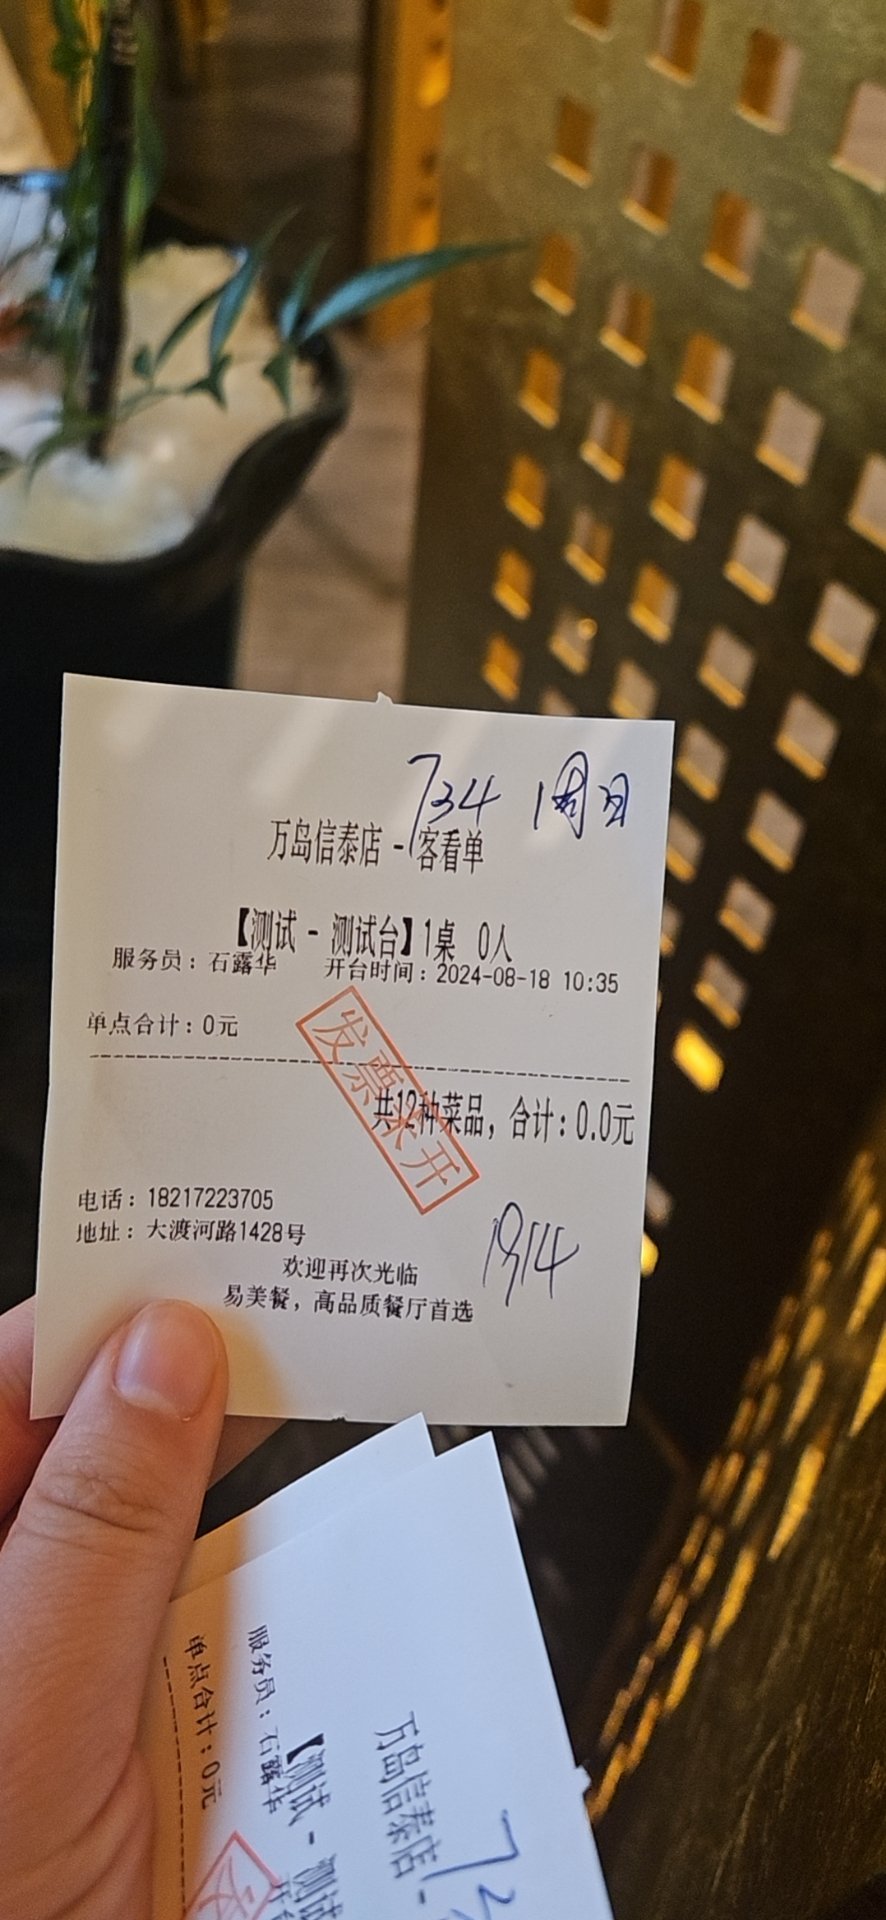 734 1周日
万岛信泰店 - 客看单
【测试 - 测试台】1桌 0人
服务员：石露华 开台时间：2024-08-18 10:35
单点合计：0元
发票未开
共12种菜品，合计：0.0元
电话：18217223705
地址：大渡河路1428号
欢迎再次光临
易美餐，高品质餐厅首选
服务员：石露华
单点合计：0元
【测试 - 测试
万岛信泰店 -
7